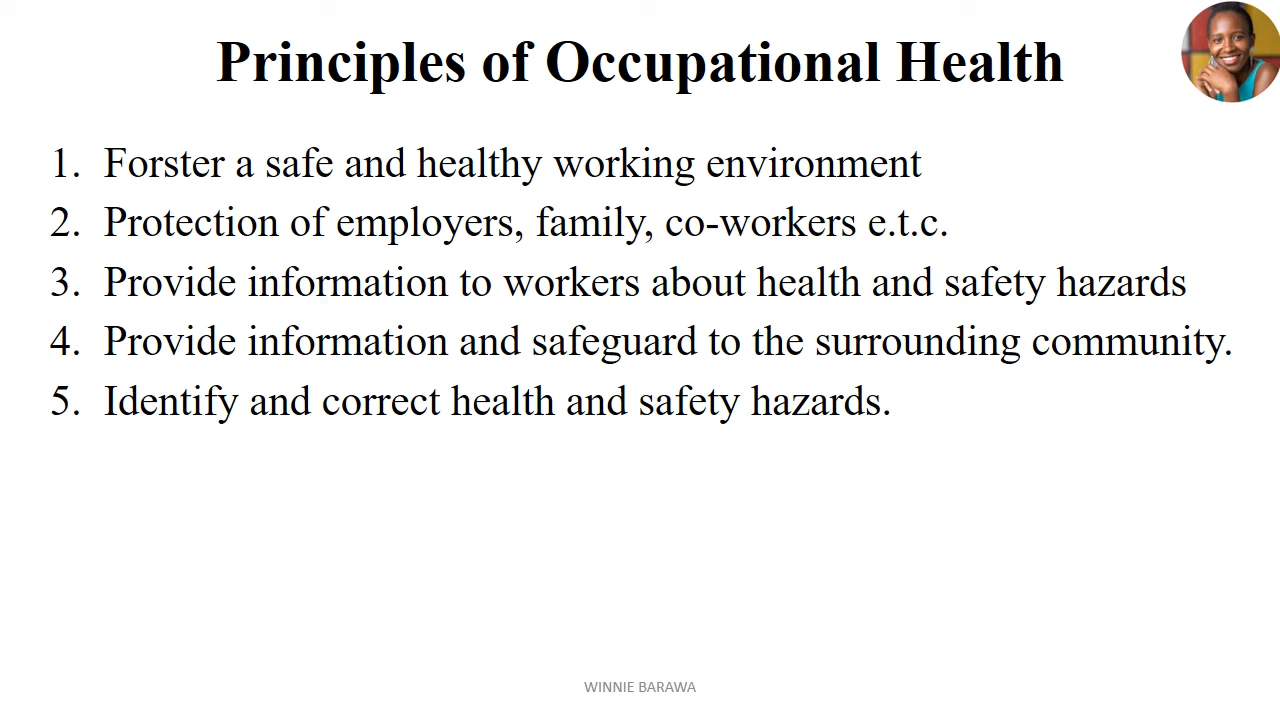 Principles of Occupational Health
1. Forster a safe and healthy working environment
2. Protection of employers, family, co-workers e.t.c.
3. Provide information to workers about health and safety hazards
4. Provide information and safeguard to the surrounding community.
5. Identify and correct health and safety hazards.
WINNIE BARAWA